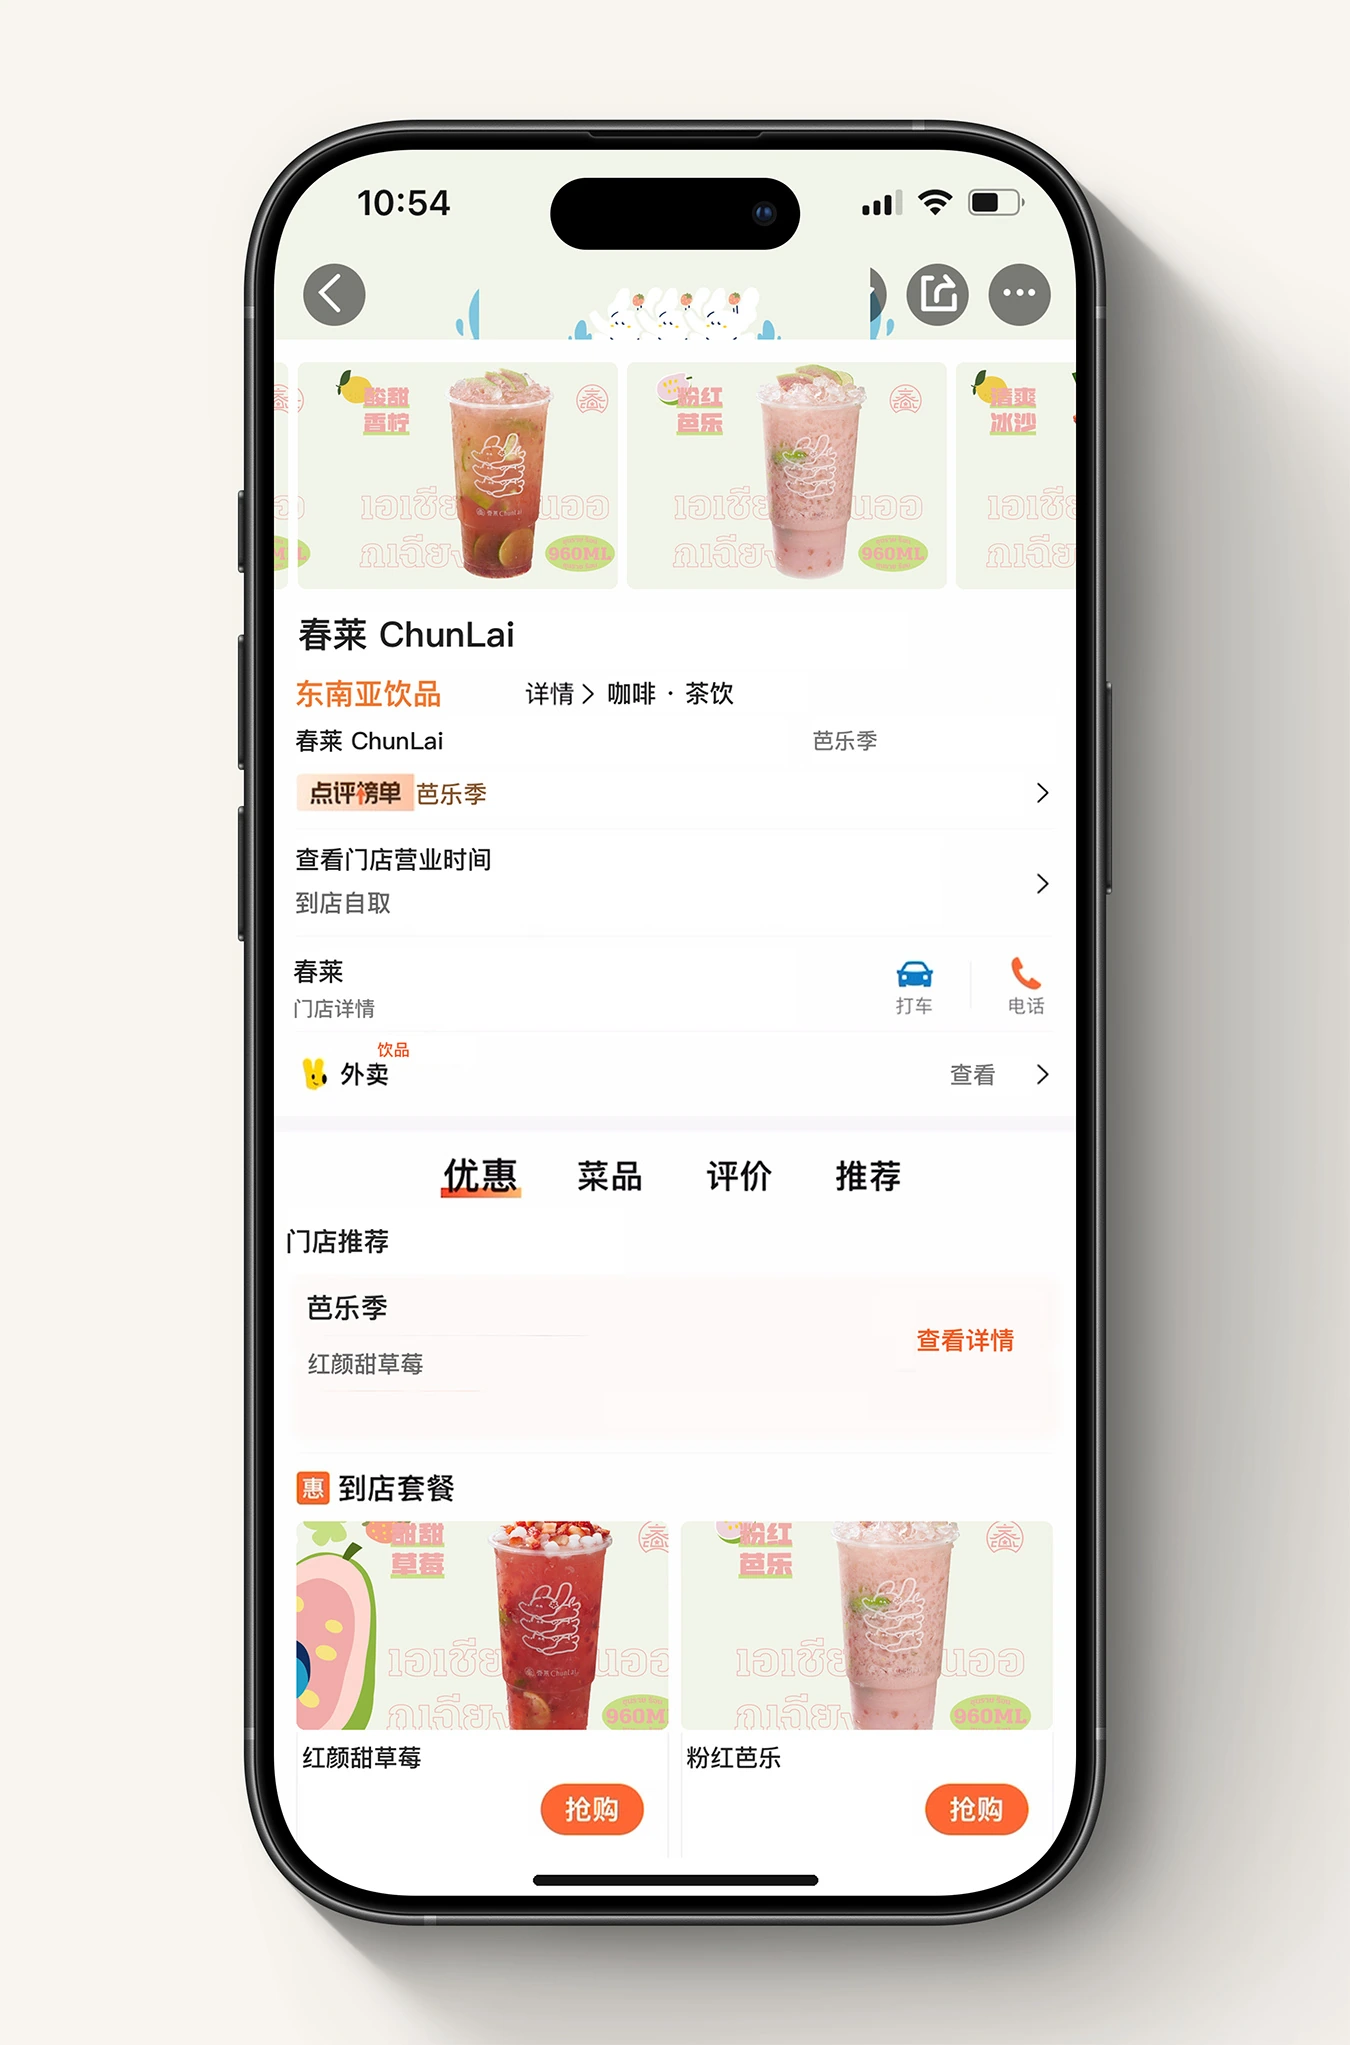 10:54
酸甜
香柠
粉红
芭乐
清爽
冰沙
960ML
960ML
春莱 ChunLai
东南亚饮品
详情 咖啡 · 茶饮
春莱 ChunLai
芭乐季
点评榜单 芭乐季
查看门店营业时间
到店自取
春莱
门店详情
打车
电话
饮品
外卖
查看
优惠 菜品 评价 推荐
门店推荐
芭乐季
红颜甜草莓
查看详情
惠 到店套餐
甜甜
草莓
粉红
芭乐
春莱 ChunLai
960ML
960ML
红颜甜草莓
粉红芭乐
抢购
抢购